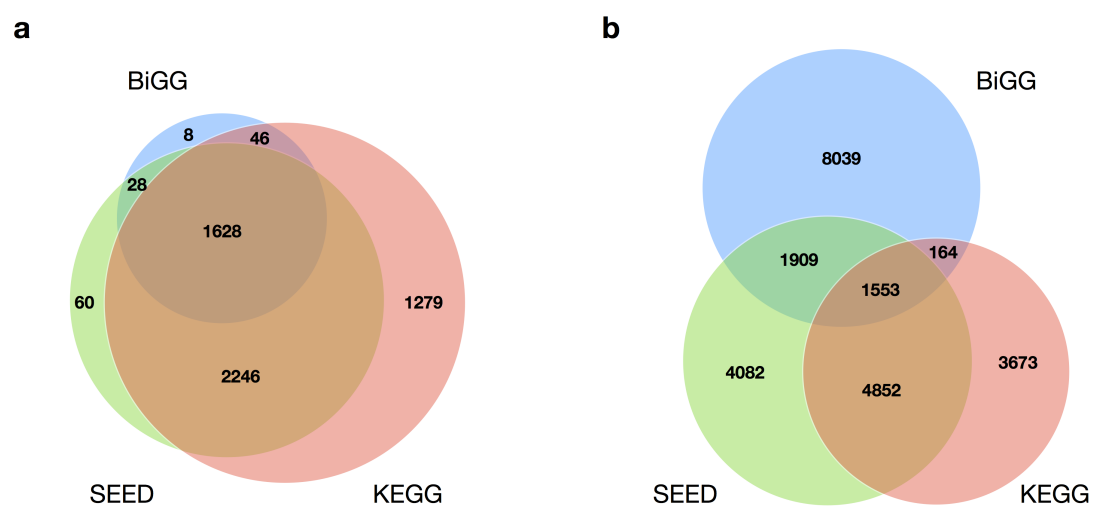 a
BiGG
8
46
28
1628
60
1279
2246
SEED
KEGG
b
BiGG
8039
1909
164
1553
4082
4852
3673
SEED
KEGG